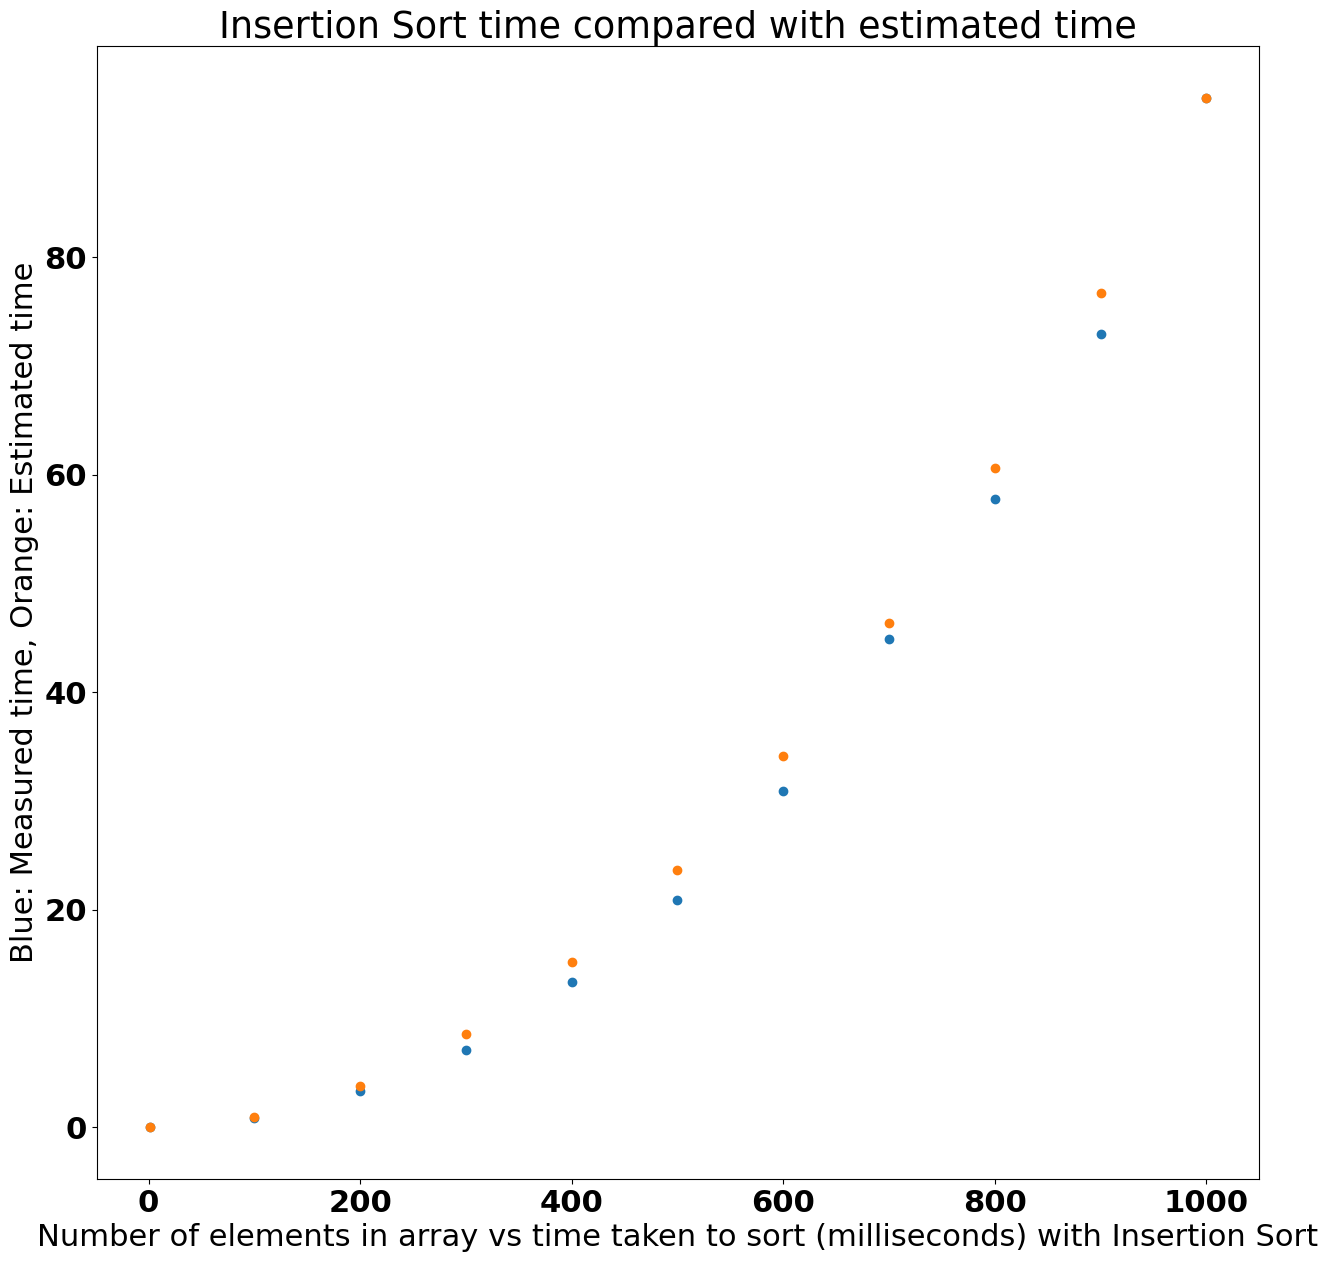 Insertion Sort time compared with estimated time
Blue: Measured time, Orange: Estimated time
80
60
40
20
0
0 200 400 600 800 1000
Number of elements in array vs time taken to sort (milliseconds) with Insertion Sort